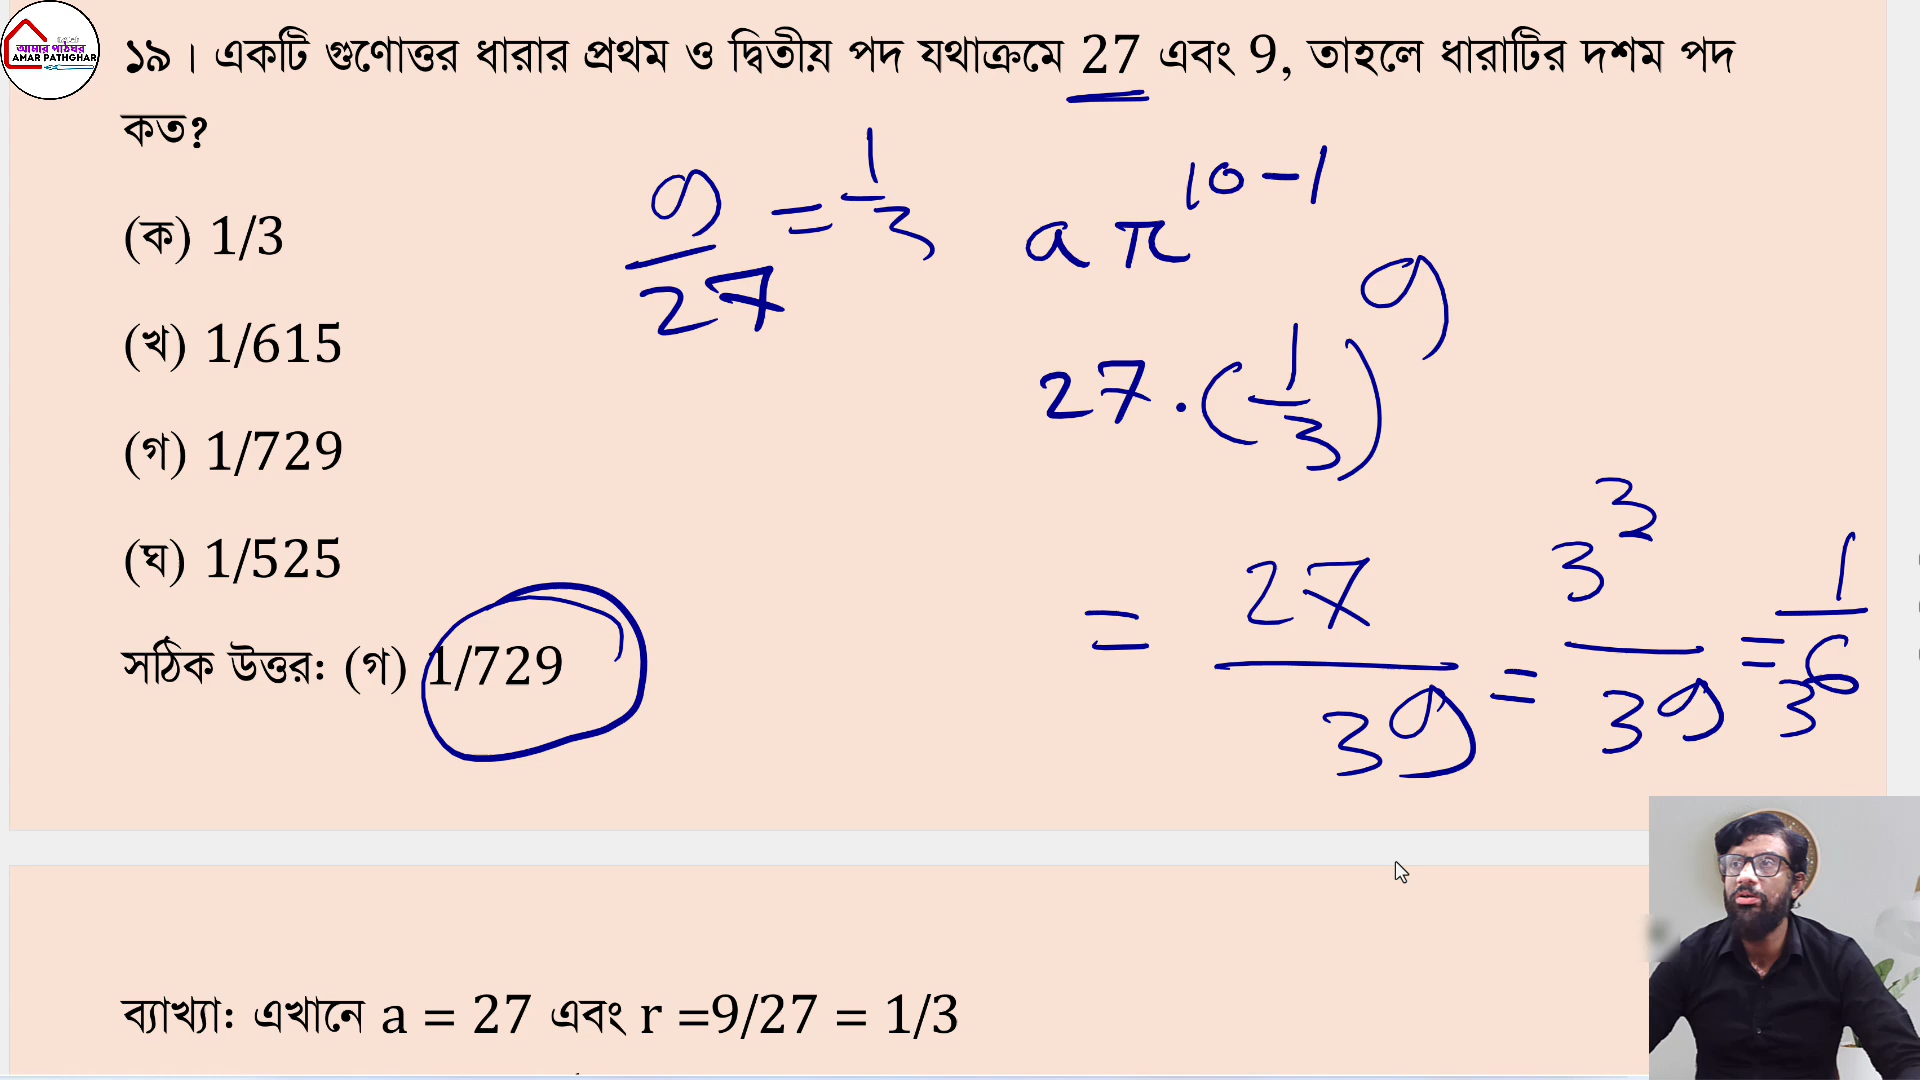 আমার পাঠঘর
AMAR PATHGHAR
১৯। একটি গুণোত্তর ধারার প্রথম ও দ্বিতীয় পদ যথাক্রমে 27 এবং 9, তাহলে ধারাটির দশম পদ
কত?
(ক) 1/3
(খ) 1/615
(গ) 1/729
(ঘ) 1/525
সঠিক উত্তরঃ (গ) 1/729
9/27 = 1/3
a r^10-1
27 · (1/3)^9
= 27/3^9 = 3^3/3^9 = 1/3^6
ব্যাখ্যাঃ এখানে a = 27 এবং r =9/27 = 1/3